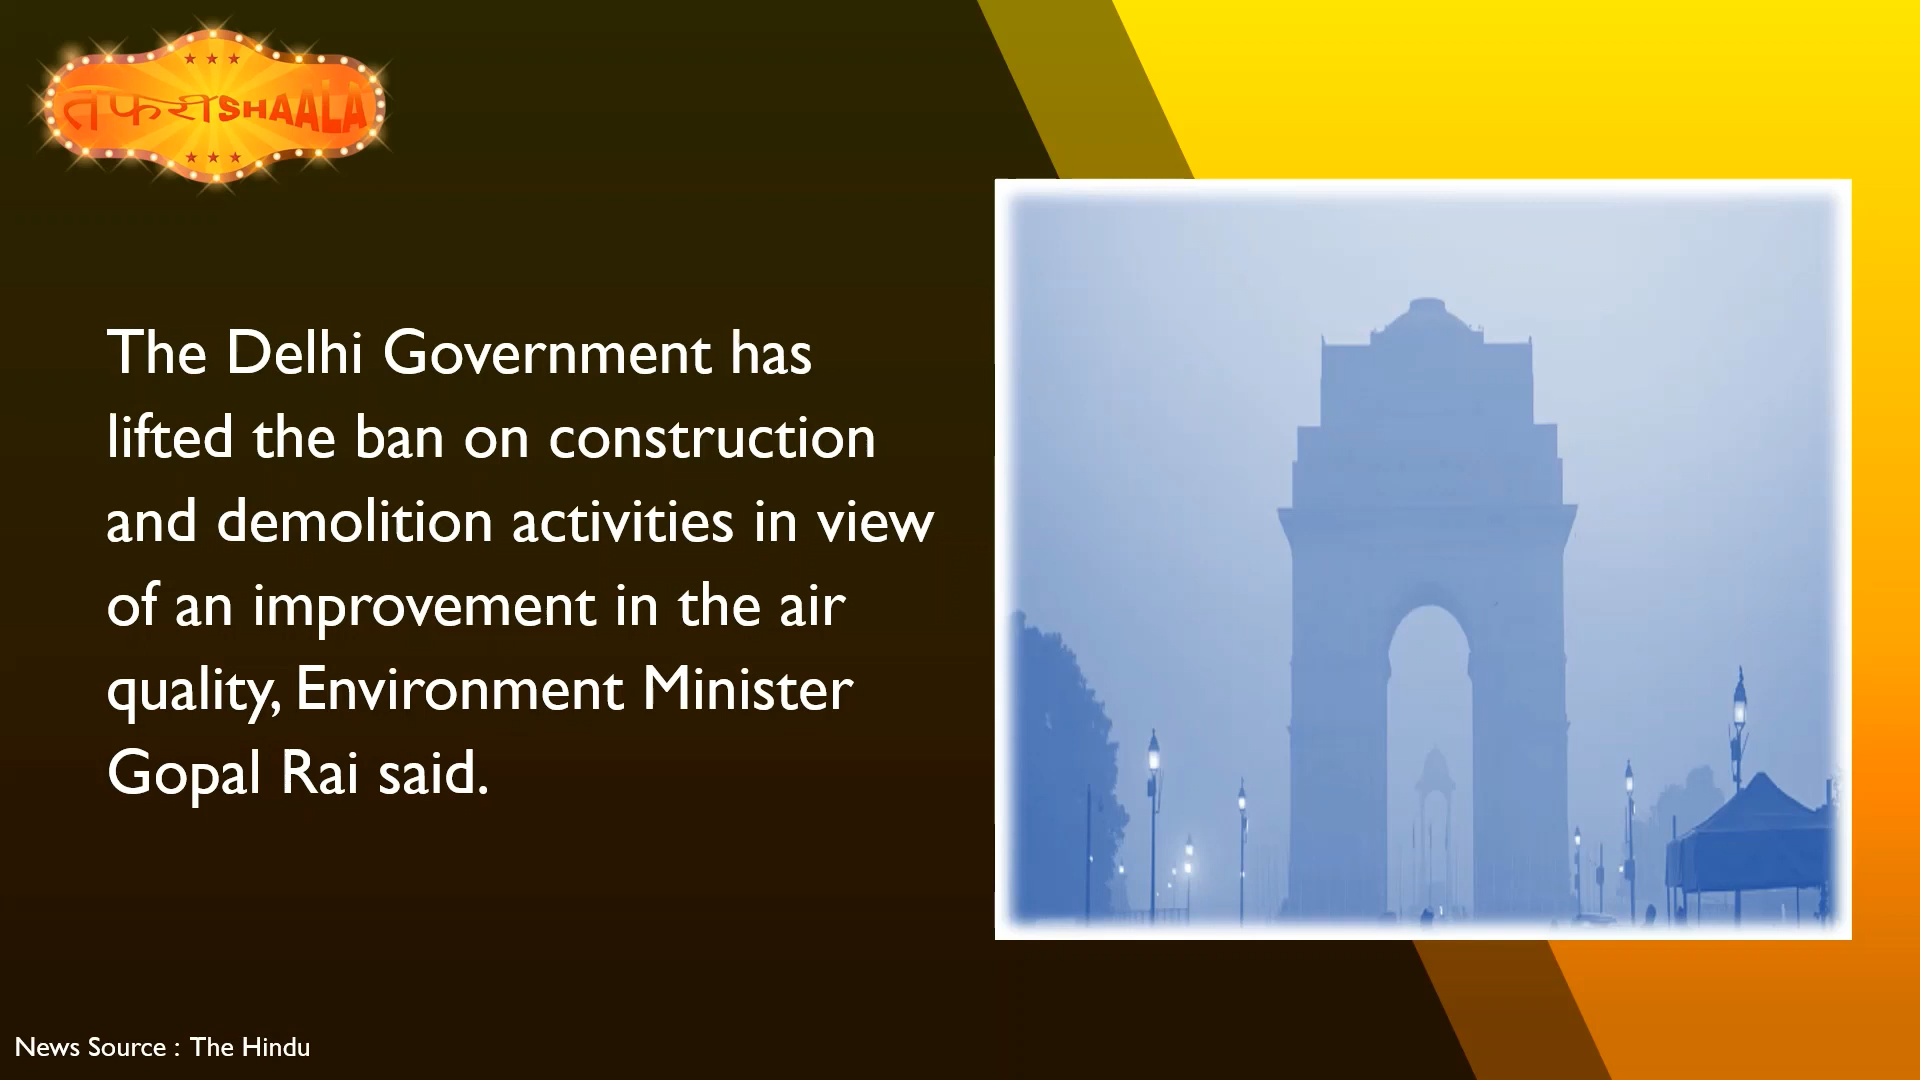 तफरीSHAALA
The Delhi Government has
lifted the ban on construction
and demolition activities in view
of an improvement in the air
quality, Environment Minister
Gopal Rai said.
News Source : The Hindu